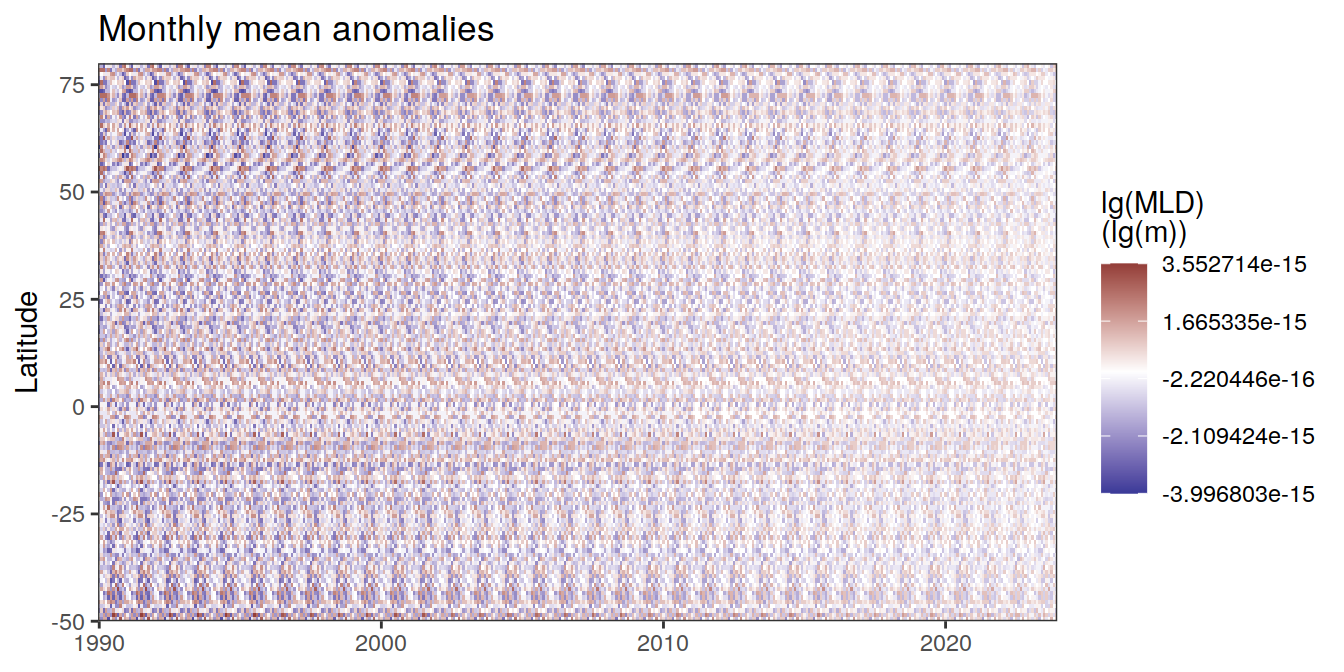 Monthly mean anomalies
Latitude
75
50
25
0
-25
-50
1990
2000
2010
2020
lg(MLD)
(lg(m))
3.552714e-15
1.665335e-15
-2.220446e-16
-2.109424e-15
-3.996803e-15